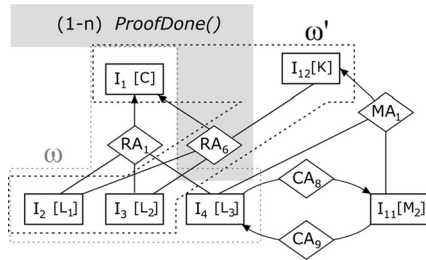 (1-n) ProofDone()
ω'
I₁ [C]
I₁₂[K]
MA₁
RA₁
RA₆
ω
CA₈
I₂ [L₁]
I₃ [L₂]
I₄ [L₃]
I₁₁[M₂]
CA₉